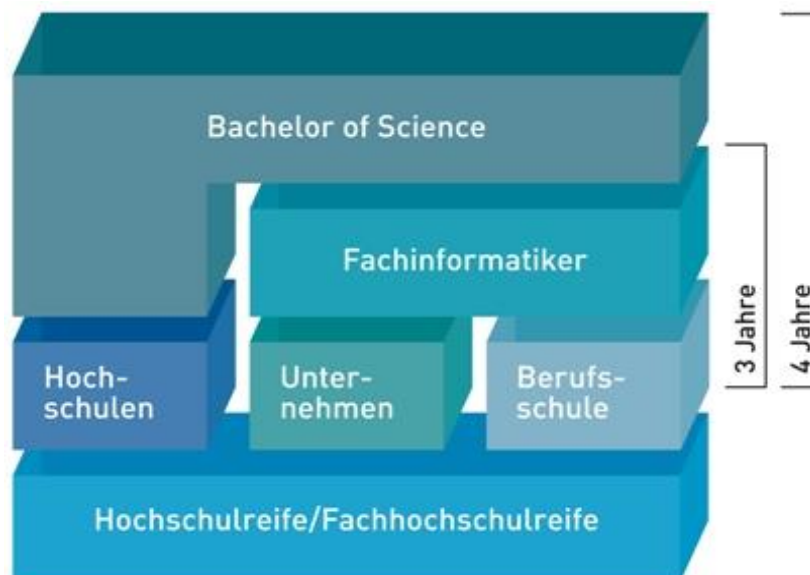 Bachelor of Science
Fachinformatiker
3 Jahre
4 Jahre
Hoch-
schulen
Unter-
nehmen
Berufs-
schule
Hochschulreife/Fachhochschulreife